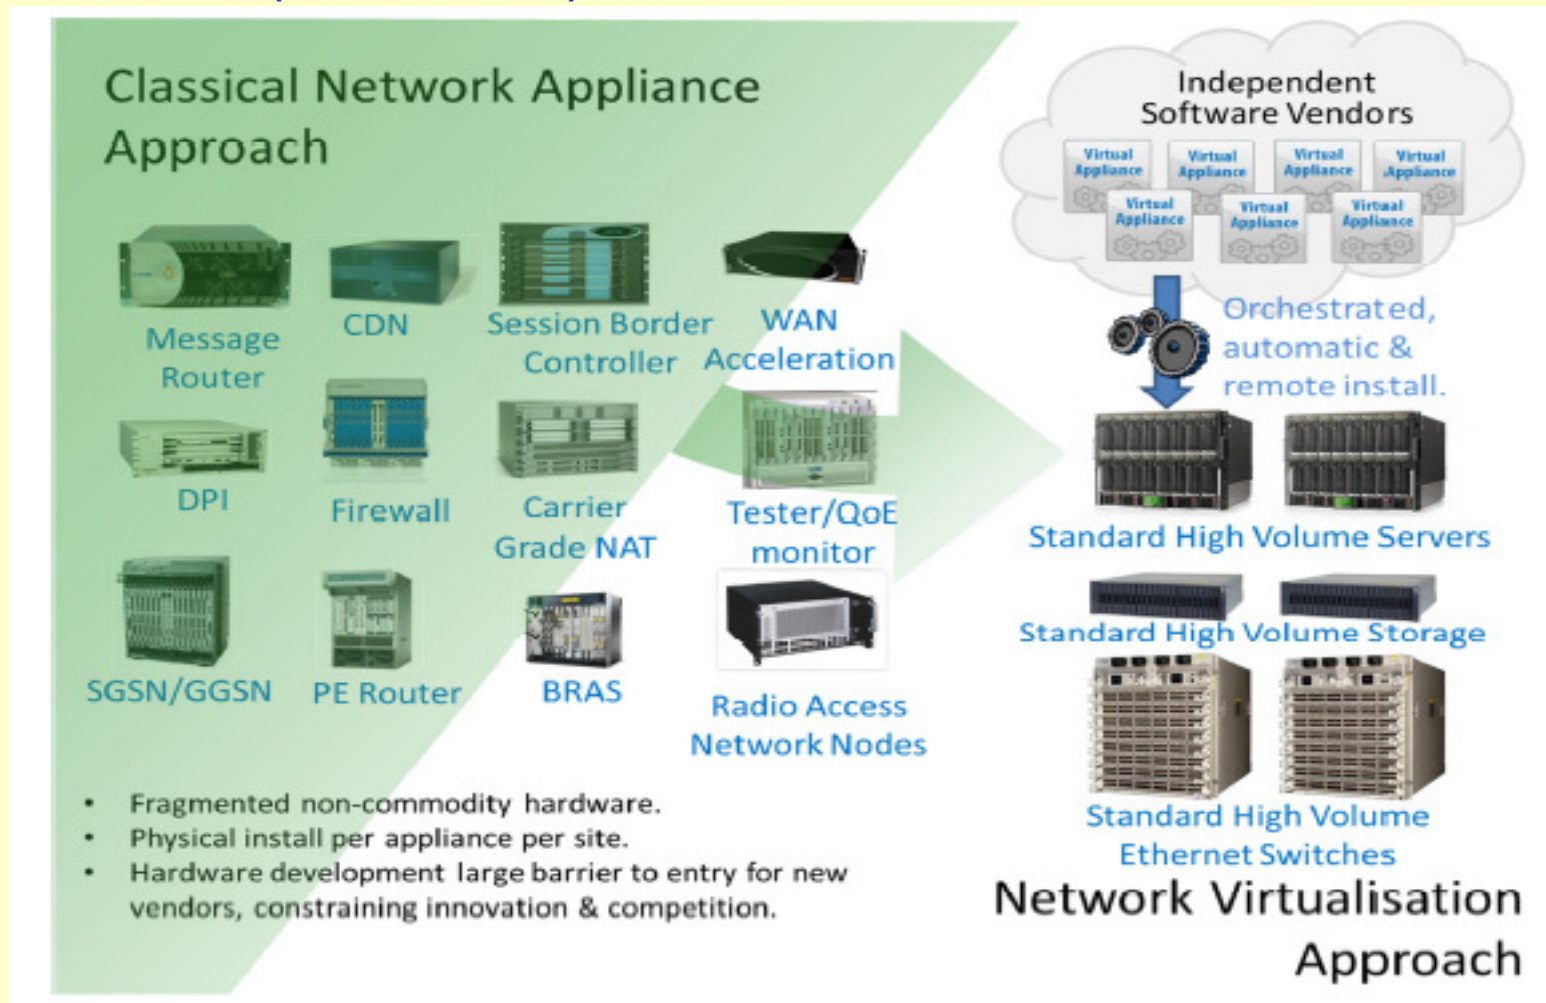 Classical Network Appliance
Approach
Message
Router
CDN
Session Border
Controller
WAN
Acceleration
DPI
Firewall
Carrier
Grade NAT
Tester/QoE
monitor
SGSN/GGSN
PE Router
BRAS
Radio Access
Network Nodes
• Fragmented non-commodity hardware.
• Physical install per appliance per site.
• Hardware development large barrier to entry for new
vendors, constraining innovation & competition.
Independent
Software Vendors
Virtual
Appliance
Virtual
Appliance
Virtual
Appliance
Virtual
Appliance
Virtual
Appliance
Virtual
Appliance
Virtual
Appliance
Orchestrated,
automatic &
remote install.
Standard High Volume Servers
Standard High Volume Storage
Standard High Volume
Ethernet Switches
Network Virtualisation
Approach